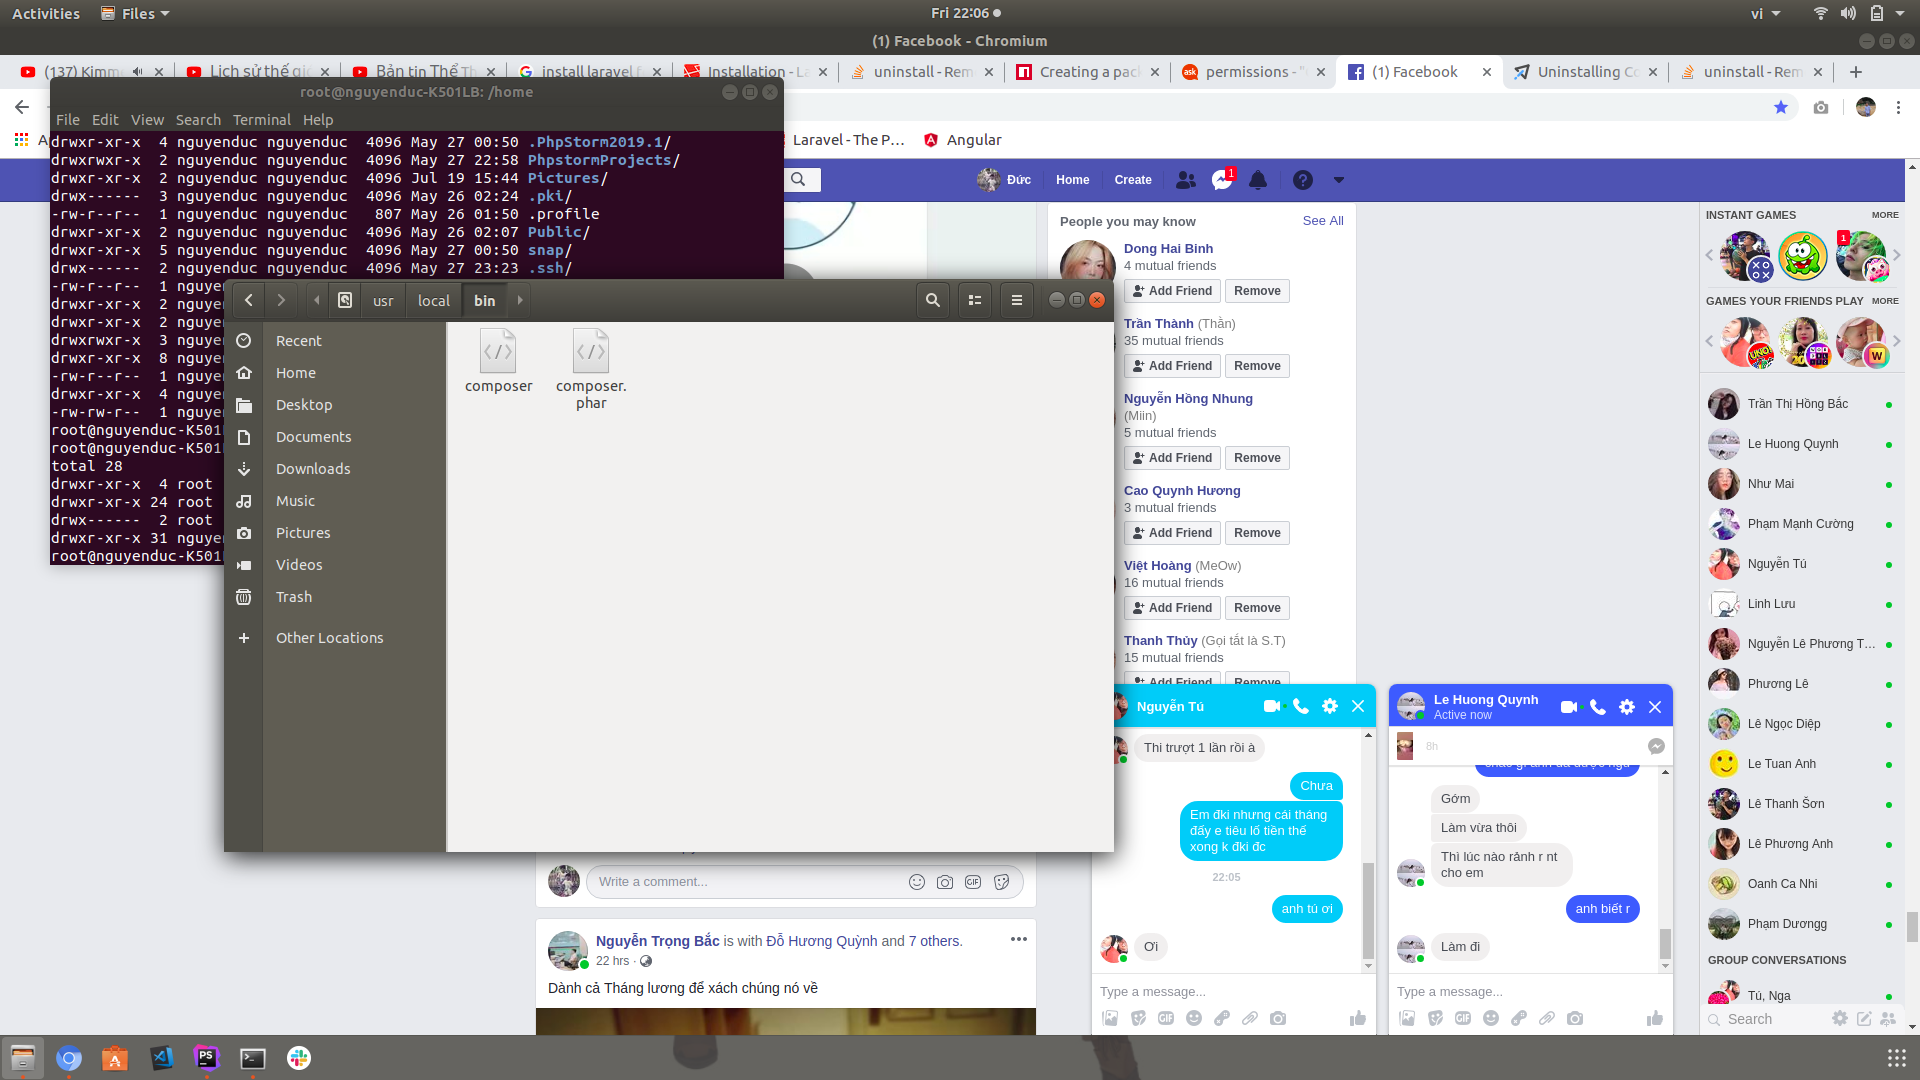 Activities
Files
Fri 22:06
vi
(1) Facebook - Chromium
(137) Kimm
Lịch sử thế giớ
Bản tin Thể Th
install laravel f
Installation - La
uninstall - Rem
Creating a pack
permissions - "
(1) Facebook
Uninstalling Co
uninstall - Rem
Laravel - The P…
Angular
root@nguyenduc-K501LB: /home
File Edit View Search Terminal Help
drwxr-xr-x 4 nguyenduc nguyenduc 4096 May 27 00:50 .PhpStorm2019.1/
drwxrwxr-x 2 nguyenduc nguyenduc 4096 May 27 22:58 PhpstormProjects/
drwxr-xr-x 2 nguyenduc nguyenduc 4096 Jul 19 15:44 Pictures/
drwx------ 3 nguyenduc nguyenduc 4096 May 26 02:24 .pki/
-rw-r--r-- 1 nguyenduc nguyenduc 807 May 26 01:50 .profile
drwxr-xr-x 2 nguyenduc nguyenduc 4096 May 26 02:07 Public/
drwxr-xr-x 5 nguyenduc nguyenduc 4096 May 27 00:50 snap/
drwx------ 2 nguyenduc nguyenduc 4096 May 27 23:23 .ssh/
-rw-r--r-- 1 nguye
drwxr-xr-x 2 nguye
drwxr-xr-x 2 nguye
drwxrwxr-x 3 nguye
drwxr-xr-x 8 nguye
-rw-r--r-- 1 nguye
drwxr-xr-x 4 nguye
-rw-rw-r-- 1 nguye
root@nguyenduc-K501L
root@nguyenduc-K501L
total 28
drwxr-xr-x 4 root
drwxr-xr-x 24 root
drwx------ 2 root
drwxr-xr-x 31 nguye
root@nguyenduc-K501L
usr
local
bin
Recent
Home
Desktop
Documents
Downloads
Music
Pictures
Videos
Trash
Other Locations
composer
composer.
phar
Đức
Home
Create
1
People you may know
See All
Dong Hai Binh
4 mutual friends
Add Friend
Remove
Trần Thành (Thần)
35 mutual friends
Add Friend
Remove
Nguyễn Hồng Nhung
(Miin)
5 mutual friends
Add Friend
Remove
Cao Quynh Hương
3 mutual friends
Add Friend
Remove
Việt Hoàng (MeOw)
16 mutual friends
Add Friend
Remove
Thanh Thủy (Gọi tắt là S.T)
15 mutual friends
Add Friend
Remove
Write a comment...
Nguyễn Trọng Bắc is with Đỗ Hương Quỳnh and 7 others.
22 hrs ·
Dành cả Tháng lương để xách chúng nó về
Nguyễn Tú
Thi trượt 1 lần rồi à
Chưa
Em đki nhưng cái tháng
đấy e tiêu lố tiền thế
xong k đki đc
22:05
anh tú ơi
Ơi
Type a message...
Le Huong Quynh
Active now
8h
Gớm
Làm vừa thôi
Thì lúc nào rảnh r nt
cho em
anh biết r
Làm đi
Type a message...
INSTANT GAMES
MORE
1
GAMES YOUR FRIENDS PLAY
MORE
Trần Thị Hồng Bắc
Le Huong Quynh
Như Mai
Phạm Mạnh Cường
Nguyễn Tú
Linh Lưu
Nguyễn Lê Phương T…
Phương Lê
Lê Ngọc Diệp
Le Tuan Anh
Lê Thanh Sơn
Lê Phương Anh
Oanh Ca Nhi
Phạm Dươngg
GROUP CONVERSATIONS
Tú, Nga
Search